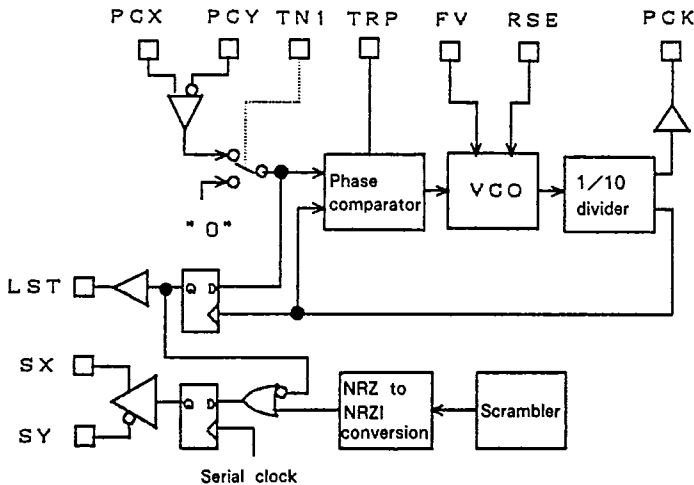 PCX PCY TN1 TRP FV RSE PCK
Phase
comparator
VCO
1/10
divider
"0"
LST
Q D
SX
SY
Q D
NRZ to
NRZI
conversion
Scrambler
Serial clock